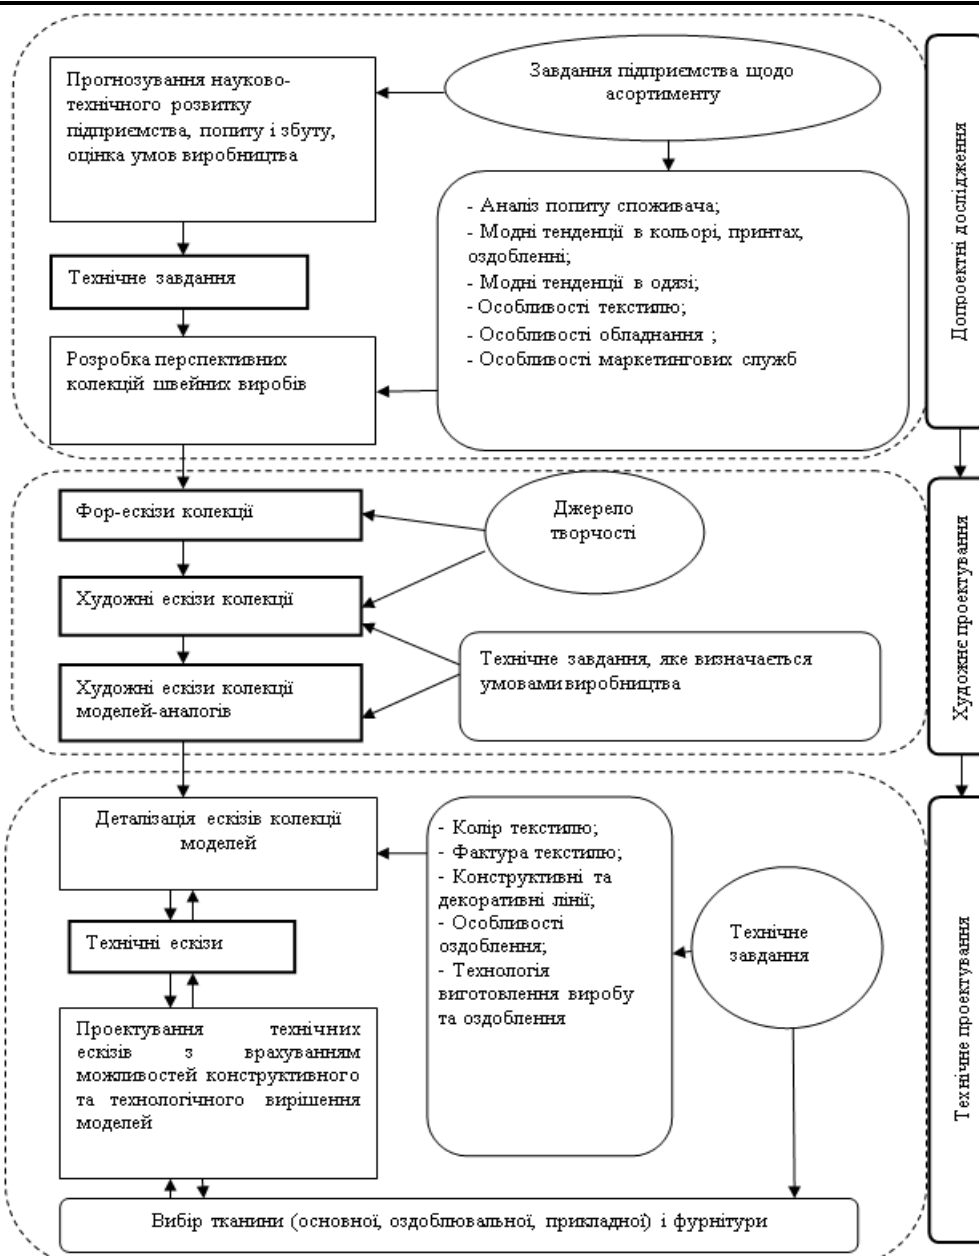 Завдання підприємства щодо
асортименту
Прогнозування науково-
технічного розвитку
підприємства, попиту і збуту,
оцінка умов виробництва
- Аналіз попиту споживача;
- Модні тенденції в кольорі, принтах,
оздобленні;
- Модні тенденції в одязі;
- Особливості текстилю;
- Особливості обладнання ;
- Особливості маркетингових служб
Технічне завдання
Розробка перспективних
колекцій швейних виробів
Допроектні дослідження
Фор-ескізи колекції
Джерело
творчості
Художні ескізи колекції
Технічне завдання, яке визначається
умовами виробництва
Художні ескізи колекції
моделей-аналогів
Художнє проектування
Деталізація ескізів колекції
моделей
- Колір текстилю;
- Фактура текстилю;
- Конструктивні та
декоративні лінії;
- Особливості
оздоблення;
- Технологія
виготовлення виробу
та оздоблення
Технічне
завдання
Технічні ескізи
Проектування технічних
ескізів з врахуванням
можливостей конструктивного
та технологічного вирішення
моделей
Вибір тканини (основної, оздоблювальної, прикладної) і фурнітури
Технічне проектування